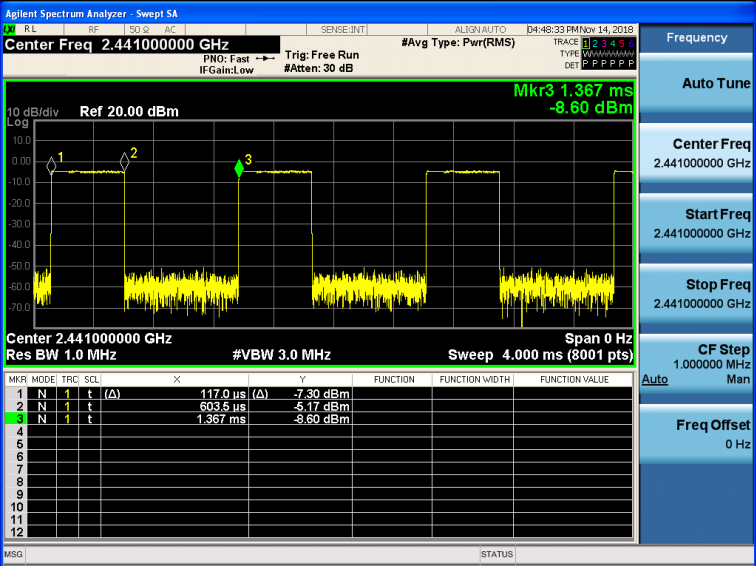 Agilent Spectrum Analyzer - Swept SA
LXI RL RF 50 Ω AC SENSE:INT ALIGN AUTO 04:48:33 PM Nov 14, 2018
Center Freq 2.441000000 GHz
PNO: Fast
IFGain:Low
Trig: Free Run
#Atten: 30 dB
#Avg Type: Pwr(RMS)
TRACE 1 2 3 4 5 6
TYPE
DET P P P P P P
Mkr3 1.367 ms
-8.60 dBm
10 dB/div
Log
Ref 20.00 dBm
10.0
0.00
-10.0
-20.0
-30.0
-40.0
-50.0
-60.0
-70.0
1
2
3
Center 2.441000000 GHz Span 0 Hz
Res BW 1.0 MHz #VBW 3.0 MHz Sweep 4.000 ms (8001 pts)
MKR MODE TRC SCL X Y FUNCTION FUNCTION WIDTH FUNCTION VALUE
1 N 1 t (Δ) 117.0 µs (Δ) -7.30 dBm
2 N 1 t 603.5 µs -5.17 dBm
3 N 1 t 1.367 ms -8.60 dBm
4
5
6
7
8
9
10
11
12
MSG STATUS
Frequency
Auto Tune
Center Freq
2.441000000 GHz
Start Freq
2.441000000 GHz
Stop Freq
2.441000000 GHz
CF Step
1.000000 MHz
Auto Man
Freq Offset
0 Hz